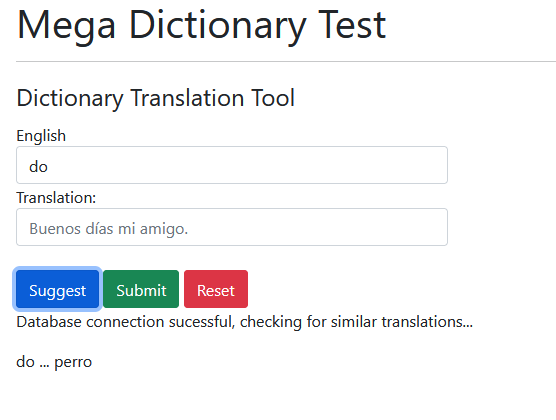 Mega Dictionary Test
Dictionary Translation Tool
English
do
Translation:
Buenos días mi amigo.
Suggest Submit Reset
Database connection sucessful, checking for similar translations...
do ... perro